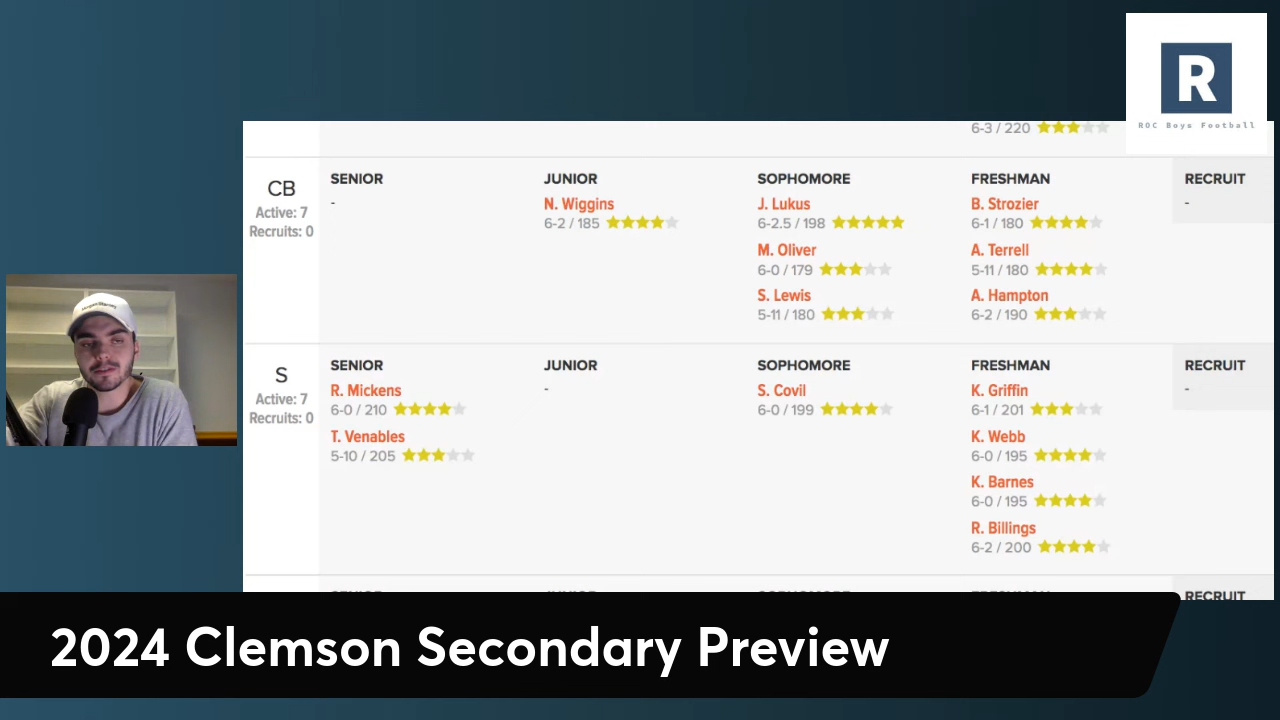 R
ROC Boys Football
6-3 / 220
CB
Active: 7
Recruits: 0
SENIOR
-
JUNIOR
N. Wiggins
6-2 / 185
SOPHOMORE
J. Lukus
6-2.5 / 198
M. Oliver
6-0 / 179
S. Lewis
5-11 / 180
FRESHMAN
B. Strozier
6-1 / 180
A. Terrell
5-11 / 180
A. Hampton
6-2 / 190
RECRUIT
-
S
Active: 7
Recruits: 0
SENIOR
R. Mickens
6-0 / 210
T. Venables
5-10 / 205
JUNIOR
-
SOPHOMORE
S. Covil
6-0 / 199
FRESHMAN
K. Griffin
6-1 / 201
K. Webb
6-0 / 195
K. Barnes
6-0 / 195
R. Billings
6-2 / 200
RECRUIT
-
RECRUIT
2024 Clemson Secondary Preview